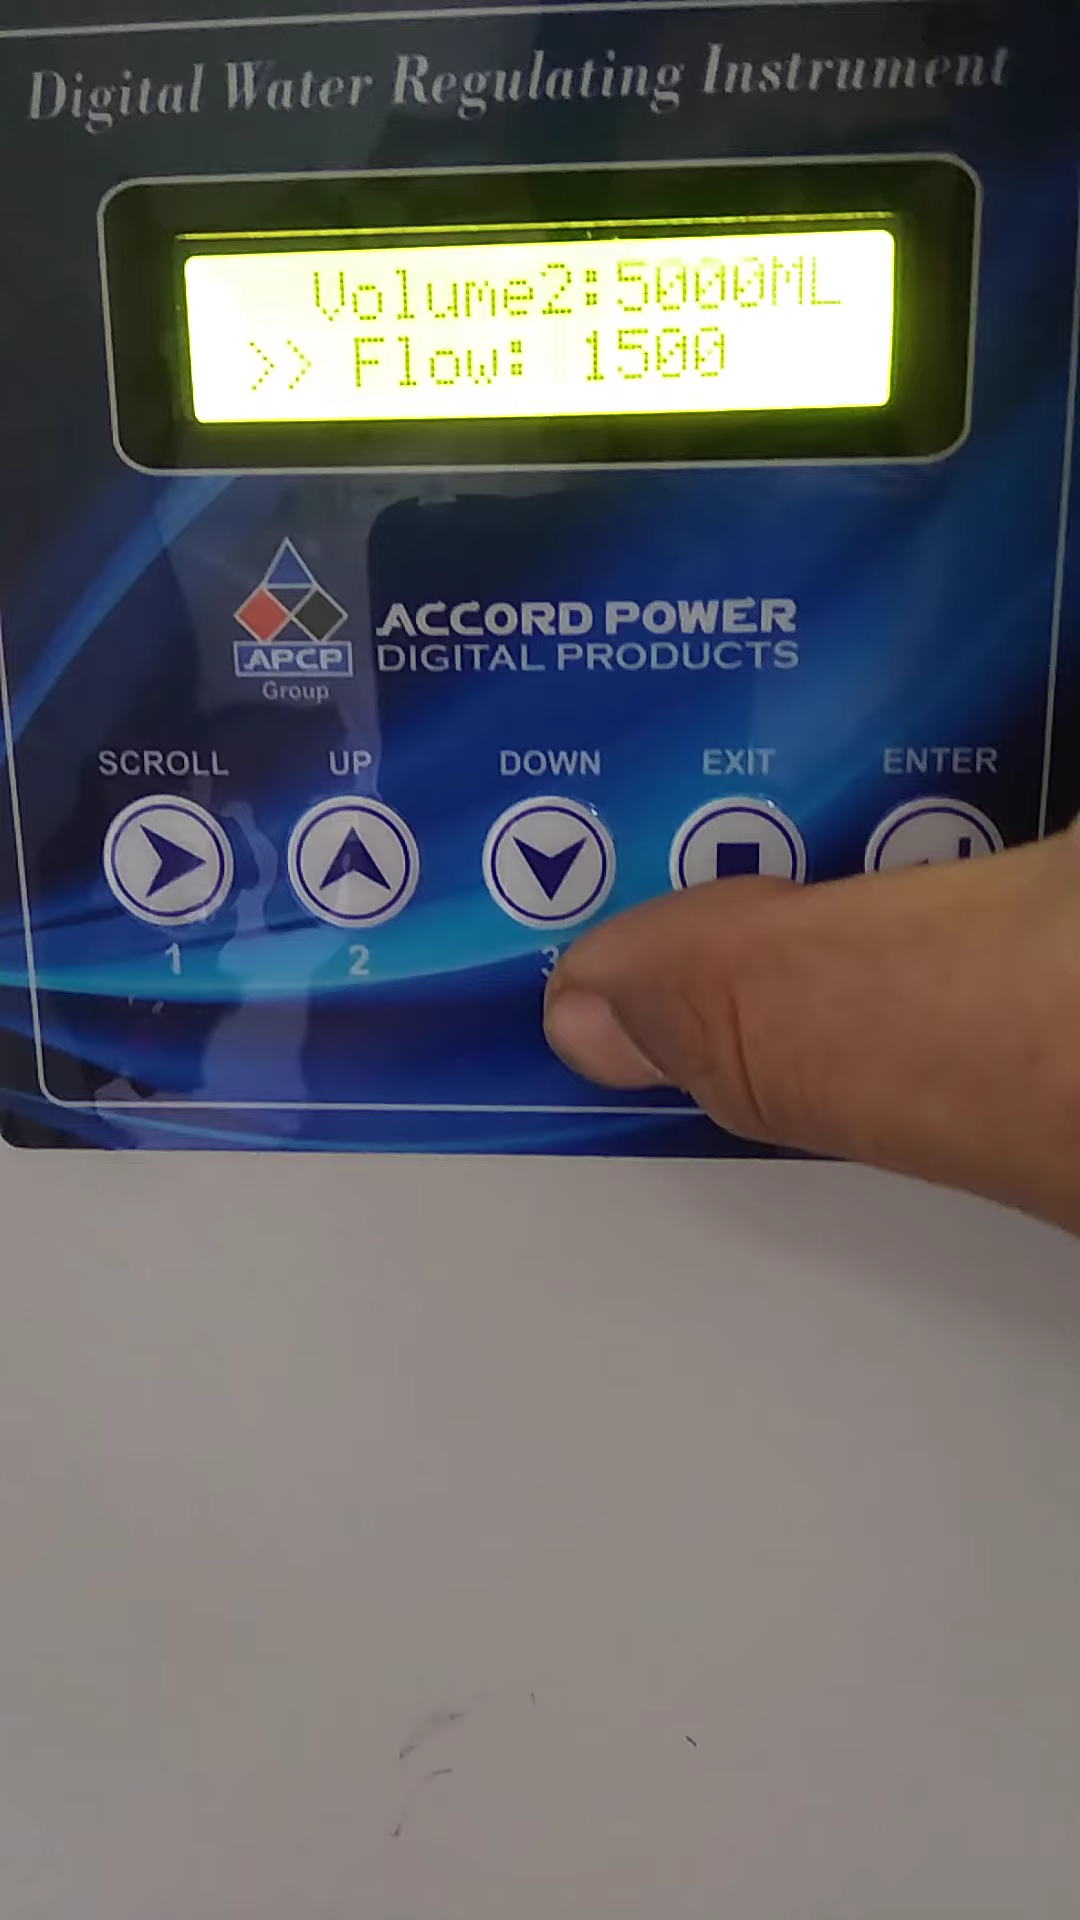 Digital Water Regulating Instrument
Volume2:5000ML
>> Flow: 1500
ACCORD POWER
DIGITAL PRODUCTS
APCP
Group
SCROLL UP DOWN EXIT ENTER
1 2 3